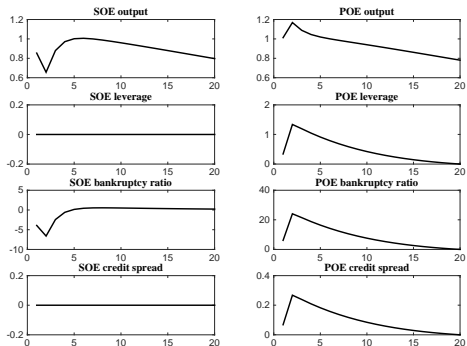 SOE output
POE output
1.2
1
0.8
0.6
0 5 10 15 20
1.2
1
0.8
0.6
0 5 10 15 20
SOE leverage
POE leverage
0.2
0
-0.2
0 5 10 15 20
2
1
0
0 5 10 15 20
SOE bankruptcy ratio
POE bankruptcy ratio
5
0
-5
-10
0 5 10 15 20
40
20
0
0 5 10 15 20
SOE credit spread
POE credit spread
0.2
0
-0.2
0 5 10 15 20
0.4
0.2
0
0 5 10 15 20